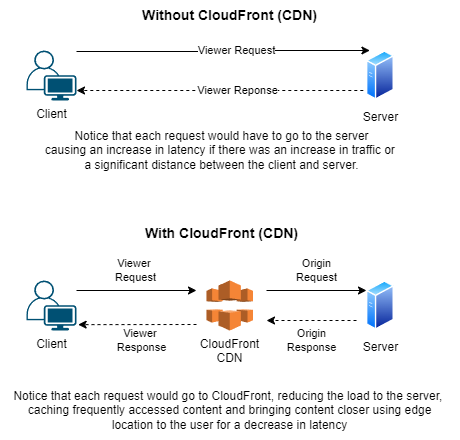 Without CloudFront (CDN)
Viewer Request
Viewer Reponse
Client
Server
Notice that each request would have to go to the server
causing an increase in latency if there was an increase in traffic or
a significant distance between the client and server.
With CloudFront (CDN)
Viewer
Request
Origin
Request
Viewer
Response
Origin
Response
Client
CloudFront
CDN
Server
Notice that each request would go to CloudFront, reducing the load to the server,
caching frequently accessed content and bringing content closer using edge
location to the user for a decrease in latency